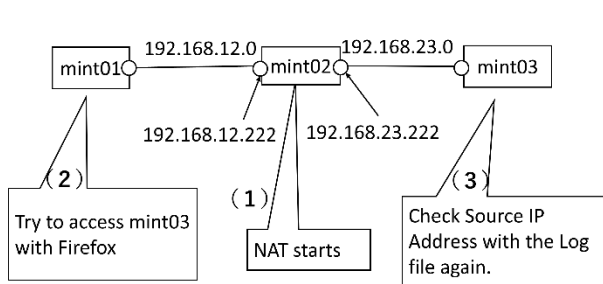 192.168.12.0
192.168.23.0
mint01
mint02
mint03
192.168.12.222
192.168.23.222
（2）
（1）
（3）
Try to access mint03
with Firefox
NAT starts
Check Source IP
Address with the Log
file again.